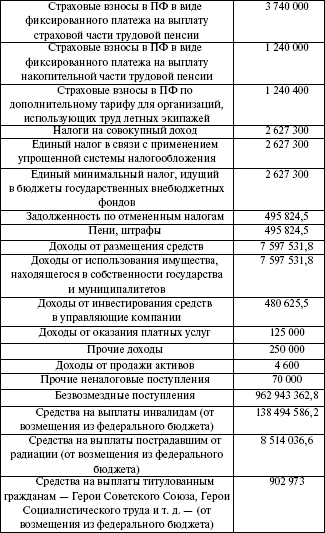 Страховые взносы в ПФ в виде
фиксированного платежа на выплату
страховой части трудовой пенсии
3 740 000
Страховые взносы в ПФ в виде
фиксированного платежа на выплату
накопительной части трудовой пенсии
1 240 000
Страховые взносы в ПФ по
дополнительному тарифу для организаций,
использующих труд летных экипажей
1 240 400
Налоги на совокупный доход
2 627 300
Единый налог в связи с применением
упрощенной системы налогообложения
2 627 300
Единый минимальный налог, идущий
в бюджеты государственных внебюджетных
фондов
2 627 300
Задолженность по отмененным налогам
495 824,5
Пени, штрафы
495 824,5
Доходы от размещения средств
7 597 531,8
Доходы от использования имущества,
находящегося в собственности государства
и муниципалитетов
7 597 531,8
Доходы от инвестирования средств
в управляющие компании
480 625,5
Доходы от оказания платных услуг
125 000
Прочие доходы
250 000
Доходы от продажи активов
4 600
Прочие неналоговые поступления
70 000
Безвозмездные поступления
962 943 362,8
Средства на выплаты инвалидам (от
возмещения из федерального бюджета)
138 494 586,2
Средства на выплаты пострадавшим от
радиации (от возмещения из федерального
бюджета)
8 514 036,6
Средства на выплаты титулованным
гражданам — Герои Советского Союза, Герои
Социалистического труда и т. д. — (от
возмещения из федерального бюджета)
902 973